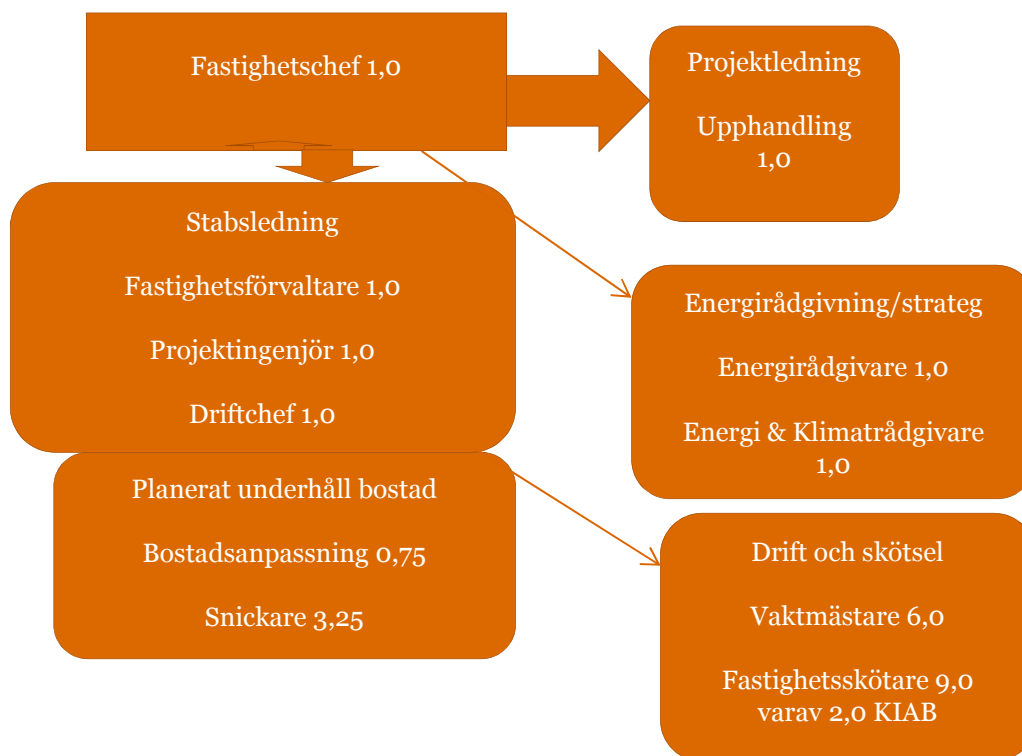 Fastighetschef 1,0
Projektledning
Upphandling
1,0
Stabsledning
Fastighetsförvaltare 1,0
Projektingenjör 1,0
Driftchef 1,0
Energirådgivning/strateg
Energirådgivare 1,0
Energi & Klimatrådgivare
1,0
Planerat underhåll bostad
Bostadsanpassning 0,75
Snickare 3,25
Drift och skötsel
Vaktmästare 6,0
Fastighetsskötare 9,0
varav 2,0 KIAB